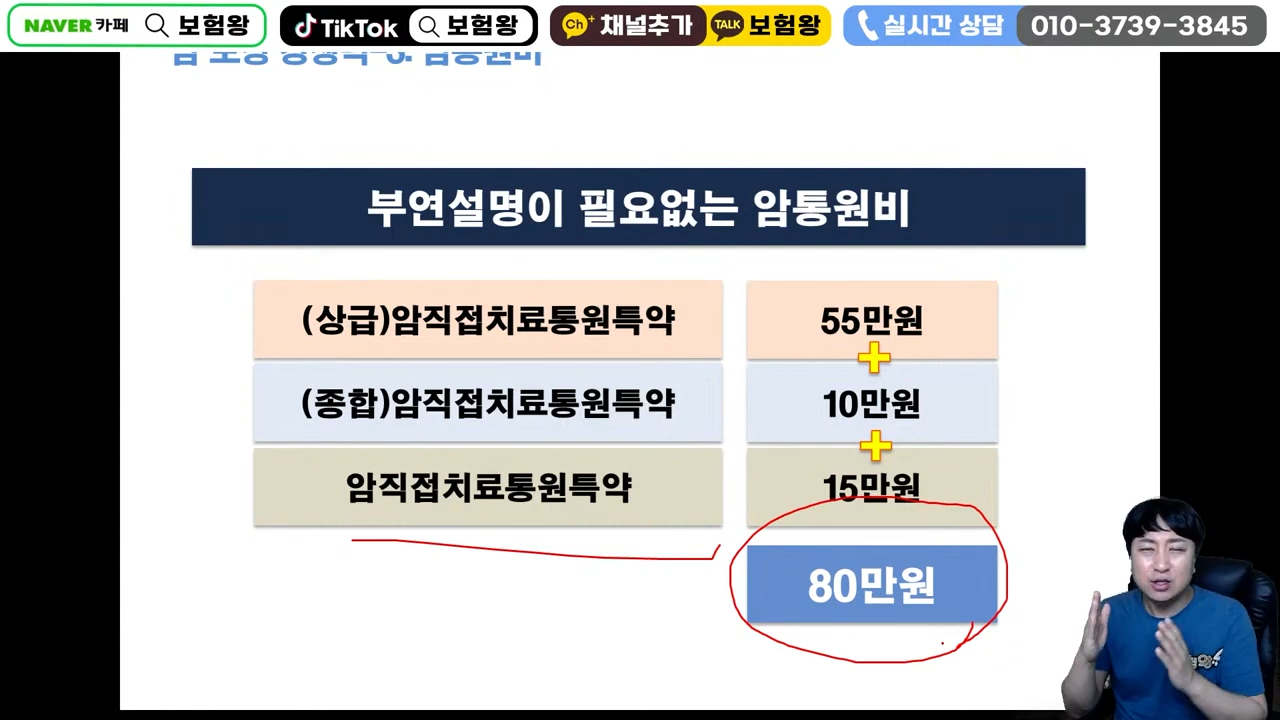 NAVER 카페 보험왕 TikTok 보험왕 Ch+ 채널추가 TALK 보험왕 실시간 상담 010-3739-3845
부연설명이 필요없는 암통원비
(상급)암직접치료통원특약 55만원
(종합)암직접치료통원특약 10만원
암직접치료통원특약 15만원
80만원